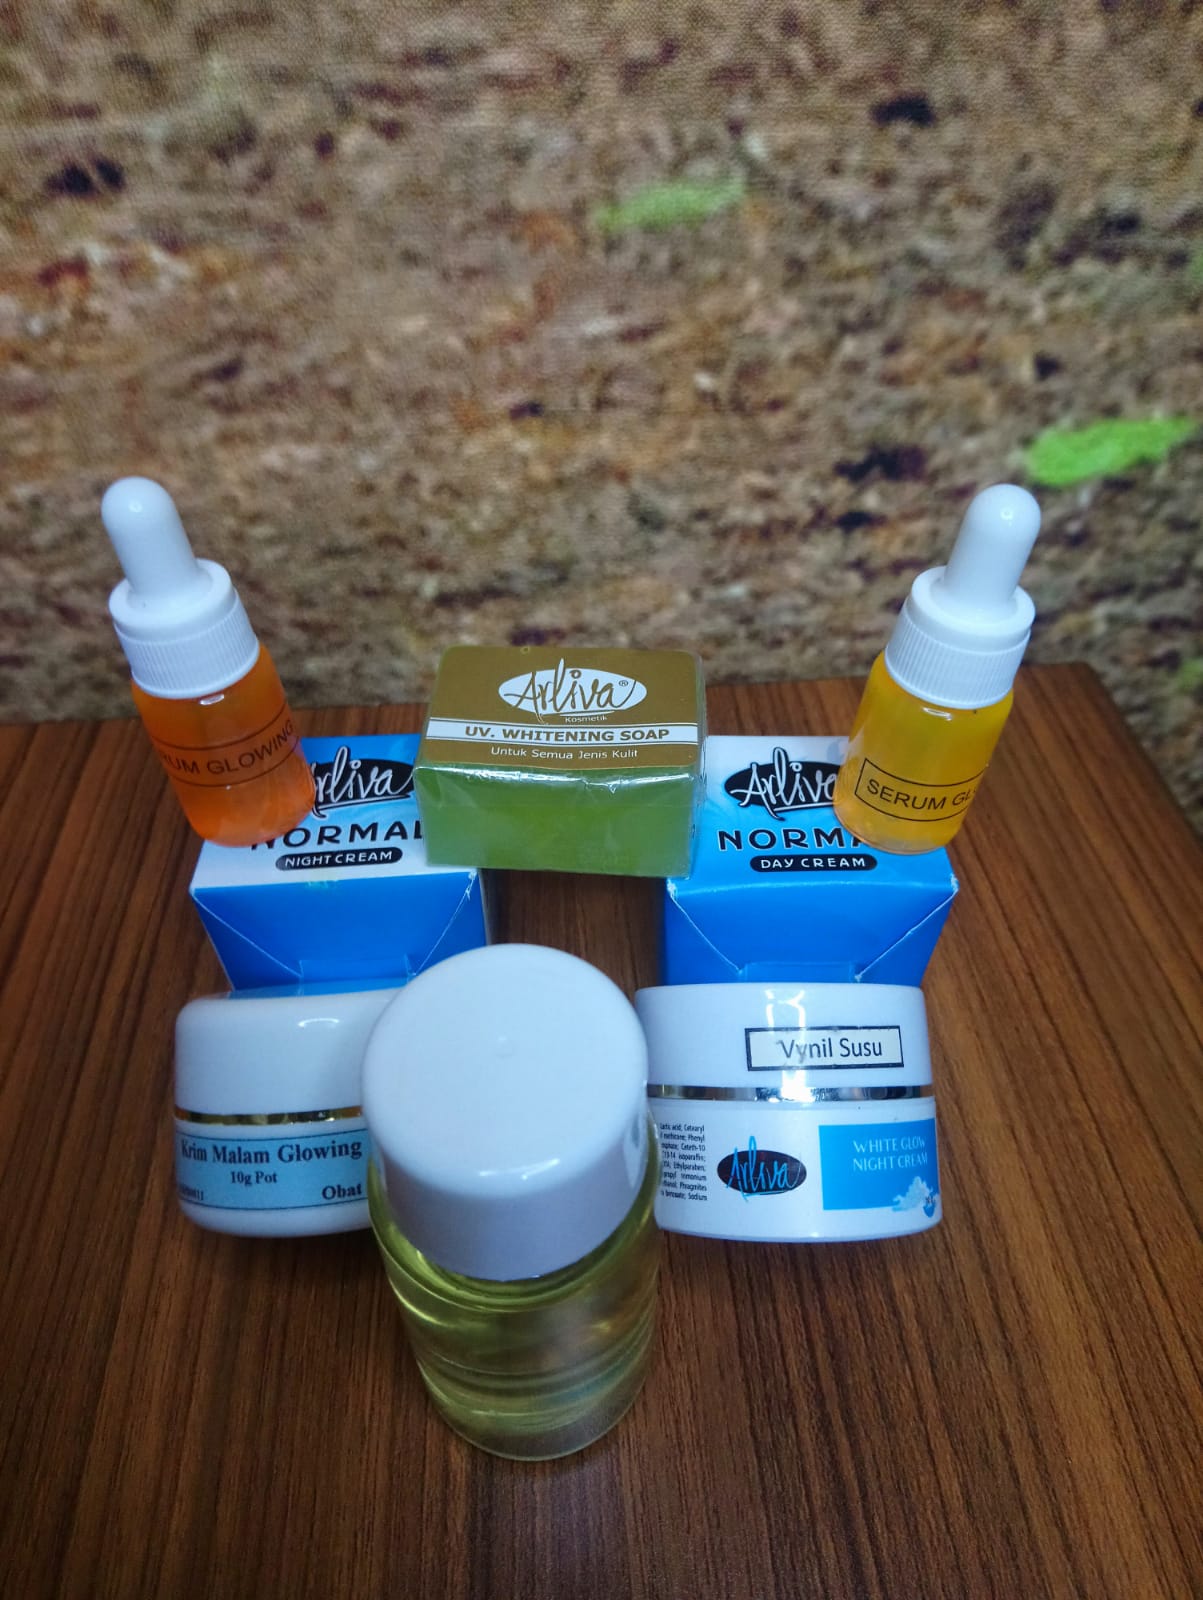 Arliva®
Kosmetik
UV. WHITENING SOAP
Untuk Semua Jenis Kulit
GLOWING
Arliva
NORMAL
NIGHT CREAM
Arliva
NORMA
DAY CREAM
SERUM GL
Krim Malam Glowing
10g Pot
Obat
Vynil Susu
Arliva
WHITE GLOW
NIGHT CREAM